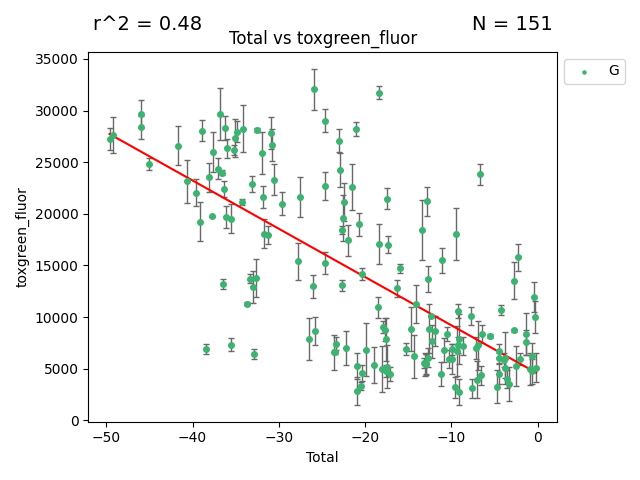 r^2 = 0.48
N = 151
Total vs toxgreen_fluor
G
35000
30000
25000
20000
15000
10000
5000
0
toxgreen_fluor
−50
−40
−30
−20
−10
0
Total